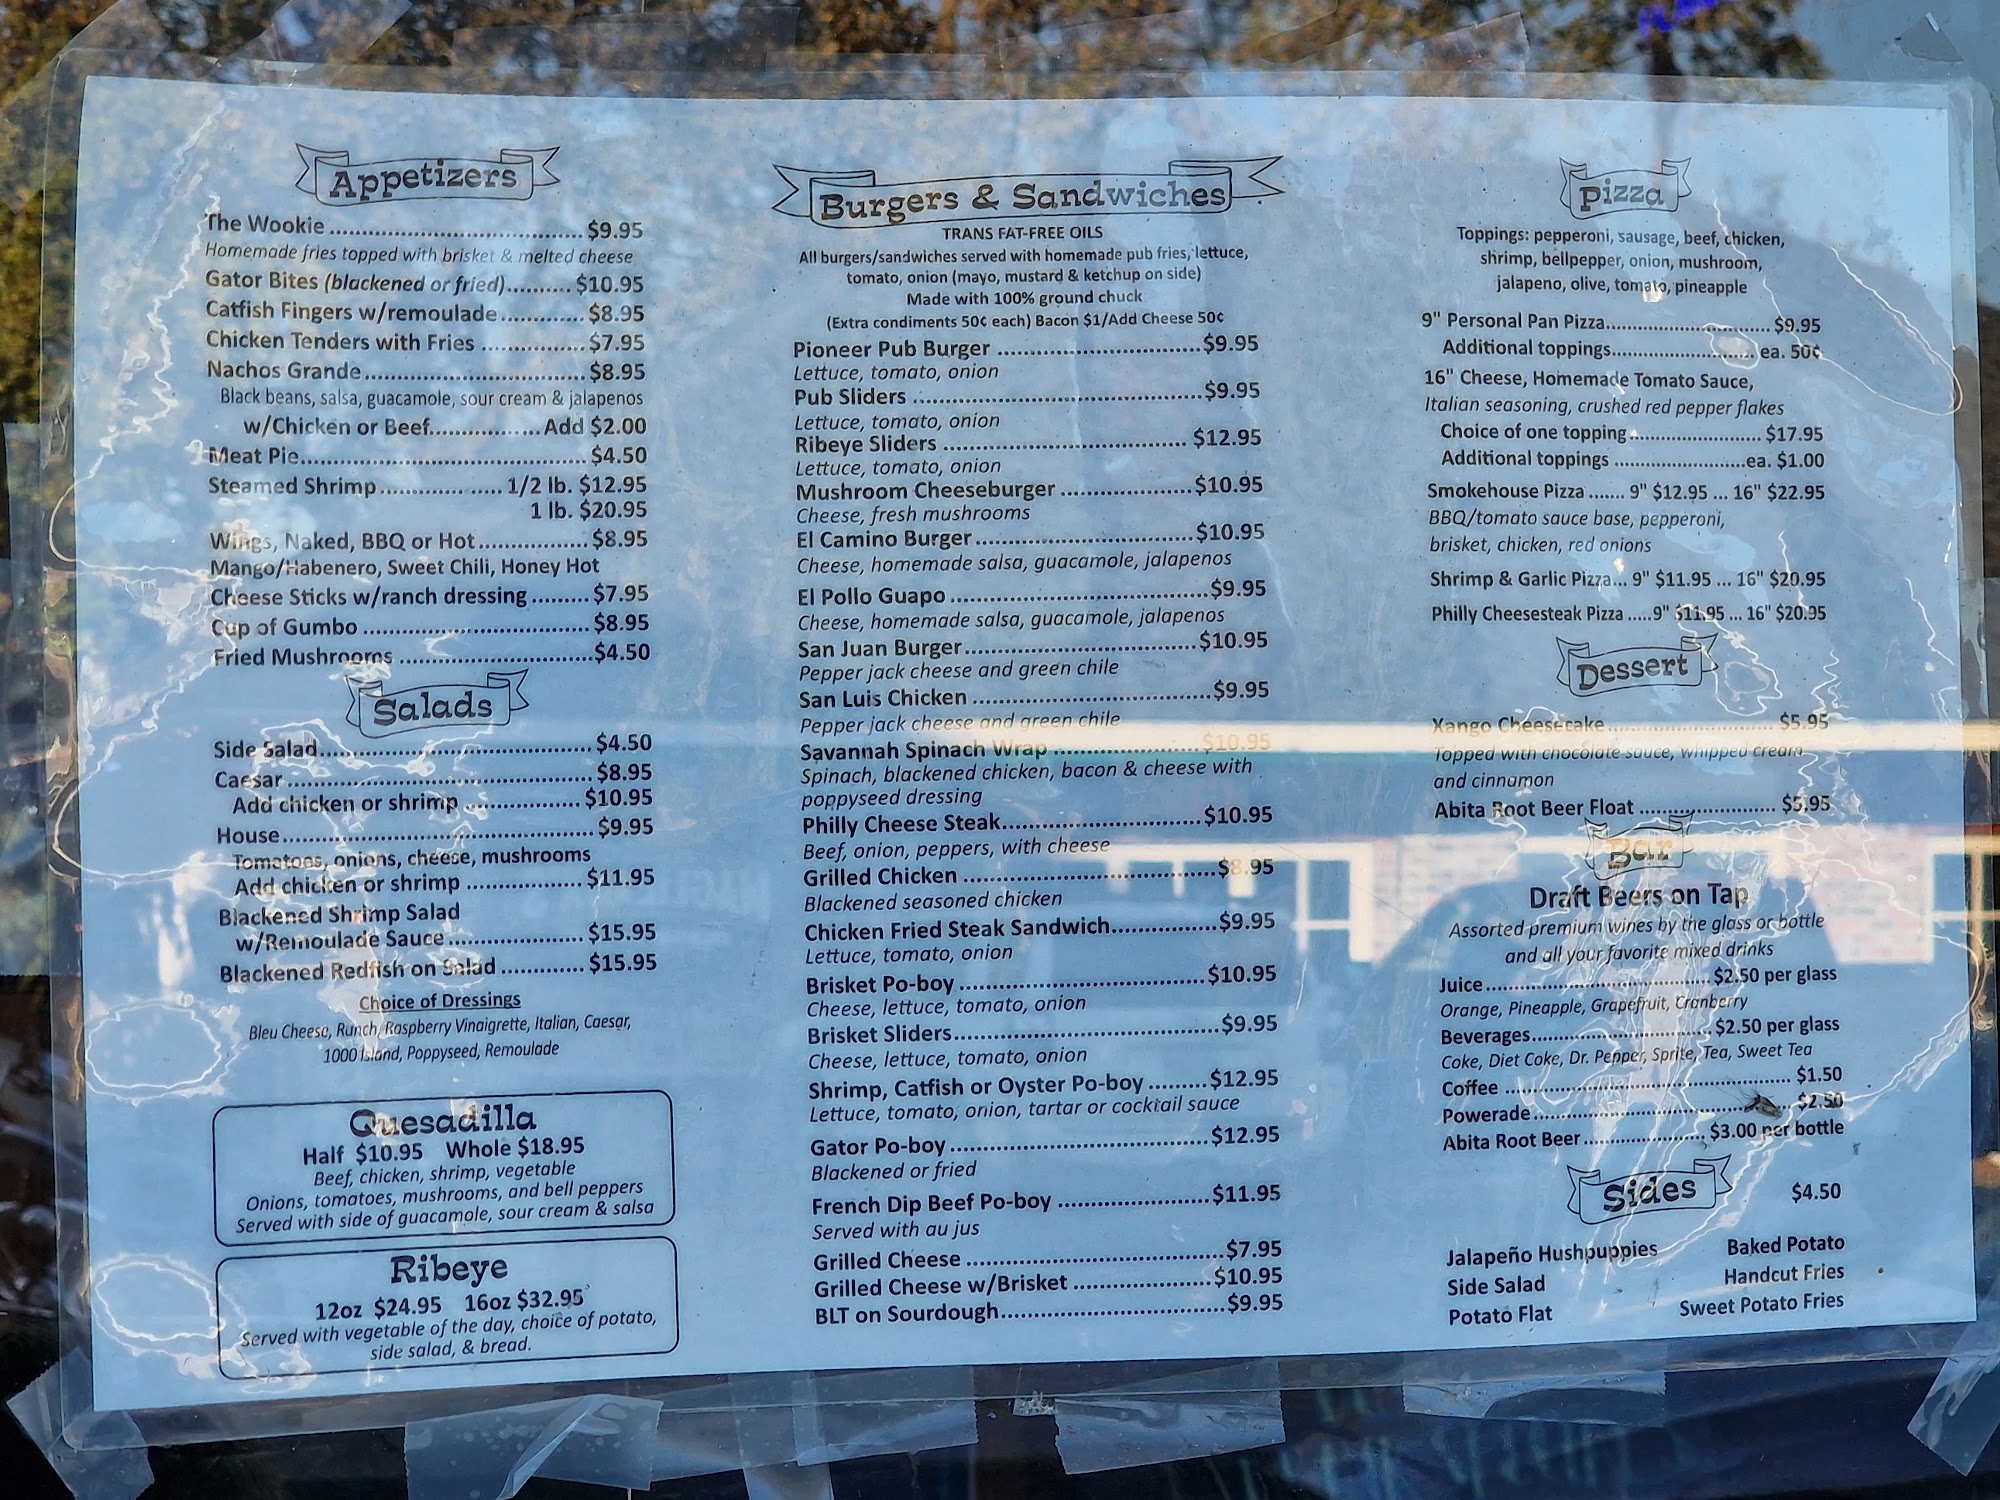 Appetizers
The Wookie ........ $9.95
Homemade fries topped with brisket & melted cheese
Gator Bites (blackened or fried) ........ $10.95
Catfish Fingers w/remoulade ........ $8.95
Chicken Tenders with Fries ........ $7.95
Nachos Grande ........ $8.95
Black beans, salsa, guacamole, sour cream & jalapenos
w/Chicken or Beef ........ Add $2.00
Meat Pie ........ $4.50
Steamed Shrimp ........ 1/2 lb. $12.95
1 lb. $20.95
Wings, Naked, BBQ or Hot ........ $8.95
Mango/Habenero, Sweet Chili, Honey Hot
Cheese Sticks w/ranch dressing ........ $7.95
Cup of Gumbo ........ $8.95
Fried Mushrooms ........ $4.50
Salads
Side Salad ........ $4.50
Caesar ........ $8.95
Add chicken or shrimp ........ $10.95
House ........ $9.95
Tomatoes, onions, cheese, mushrooms
Add chicken or shrimp ........ $11.95
Blackened Shrimp Salad
w/Remoulade Sauce ........ $15.95
Blackened Redfish on Salad ........ $15.95
Choice of Dressings
Bleu Cheese, Ranch, Raspberry Vinaigrette, Italian, Caesar,
1000 Island, Poppyseed, Remoulade
Quesadilla
Half $10.95 Whole $18.95
Beef, chicken, shrimp, vegetable
Onions, tomatoes, mushrooms, and bell peppers
Served with side of guacamole, sour cream & salsa
Ribeye
12oz $24.95 16oz $32.95
Served with vegetable of the day, choice of potato,
side salad, & bread.
Burgers & Sandwiches
TRANS FAT-FREE OILS
All burgers/sandwiches served with homemade pub fries, lettuce,
tomato, onion (mayo, mustard & ketchup on side)
Made with 100% ground chuck
(Extra condiments 50¢ each) Bacon $1/Add Cheese 50¢
Pioneer Pub Burger ........ $9.95
Lettuce, tomato, onion
Pub Sliders ........ $9.95
Lettuce, tomato, onion
Ribeye Sliders ........ $12.95
Lettuce, tomato, onion
Mushroom Cheeseburger ........ $10.95
Cheese, fresh mushrooms
El Camino Burger ........ $10.95
Cheese, homemade salsa, guacamole, jalapenos
El Pollo Guapo ........ $9.95
Cheese, homemade salsa, guacamole, jalapenos
San Juan Burger ........ $10.95
Pepper jack cheese and green chile
San Luis Chicken ........ $9.95
Pepper jack cheese and green chile
Savannah Spinach Wrap ........ $10.95
Spinach, blackened chicken, bacon & cheese with
poppyseed dressing
Philly Cheese Steak ........ $10.95
Beef, onion, peppers, with cheese
Grilled Chicken ........ $8.95
Blackened seasoned chicken
Chicken Fried Steak Sandwich ........ $9.95
Lettuce, tomato, onion
Brisket Po-boy ........ $10.95
Cheese, lettuce, tomato, onion
Brisket Sliders ........ $9.95
Cheese, lettuce, tomato, onion
Shrimp, Catfish or Oyster Po-boy ........ $12.95
Lettuce, tomato, onion, tartar or cocktail sauce
Gator Po-boy ........ $12.95
Blackened or fried
French Dip Beef Po-boy ........ $11.95
Served with au jus
Grilled Cheese ........ $7.95
Grilled Cheese w/Brisket ........ $10.95
BLT on Sourdough ........ $9.95
Pizza
Toppings: pepperoni, sausage, beef, chicken,
shrimp, bellpepper, onion, mushroom,
jalapeno, olive, tomato, pineapple
9" Personal Pan Pizza ........ $9.95
Additional toppings ........ ea. 50¢
16" Cheese, Homemade Tomato Sauce,
Italian seasoning, crushed red pepper flakes
Choice of one topping ........ $17.95
Additional toppings ........ ea. $1.00
Smokehouse Pizza ....... 9" $12.95 ... 16" $22.95
BBQ/tomato sauce base, pepperoni,
brisket, chicken, red onions
Shrimp & Garlic Pizza... 9" $11.95 ... 16" $20.95
Philly Cheesesteak Pizza .....9" $11.95 ... 16" $20.95
Dessert
Xango Cheesecake ........ $5.95
Topped with chocolate sauce, whipped cream
and cinnamon
Abita Root Beer Float ........ $5.95
Bar
Draft Beers on Tap
Assorted premium wines by the glass or bottle
and all your favorite mixed drinks
Juice ........ $2.50 per glass
Orange, Pineapple, Grapefruit, Cranberry
Beverages ........ $2.50 per glass
Coke, Diet Coke, Dr. Pepper, Sprite, Tea, Sweet Tea
Coffee ........ $1.50
Powerade ........ $2.50
Abita Root Beer ........ $3.00 per bottle
Sides $4.50
Jalapeño Hushpuppies Baked Potato
Side Salad Handcut Fries
Potato Flat Sweet Potato Fries